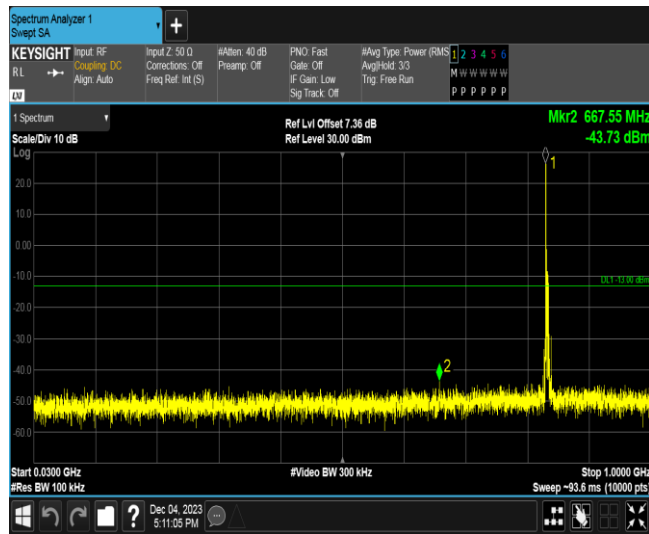 Spectrum Analyzer 1
Swept SA
+
KEYSIGHT
RL
LXI
Input: RF
Coupling: DC
Align: Auto
Input Z: 50 Ω
Corrections: Off
Freq Ref: Int (S)
#Atten: 40 dB
Preamp: Off
PNO: Fast
Gate: Off
IF Gain: Low
Sig Track: Off
#Avg Type: Power (RMS
Avg|Hold: 3/3
Trig: Free Run
1 2 3 4 5 6
M W W W W W
P P P P P P
1 Spectrum
Scale/Div 10 dB
Log
Ref Lvl Offset 7.36 dB
Ref Level 30.00 dBm
Mkr2 667.55 MHz
-43.73 dBm
1
20.0
10.0
0.00
-10.0
DL1 -13.00 dBm
-20.0
-30.0
-40.0
2
-50.0
-60.0
Start 0.0300 GHz
#Video BW 300 kHz
Stop 1.0000 GHz
#Res BW 100 kHz
Sweep ~93.6 ms (10000 pts)
?
Dec 04, 2023
5:11:05 PM